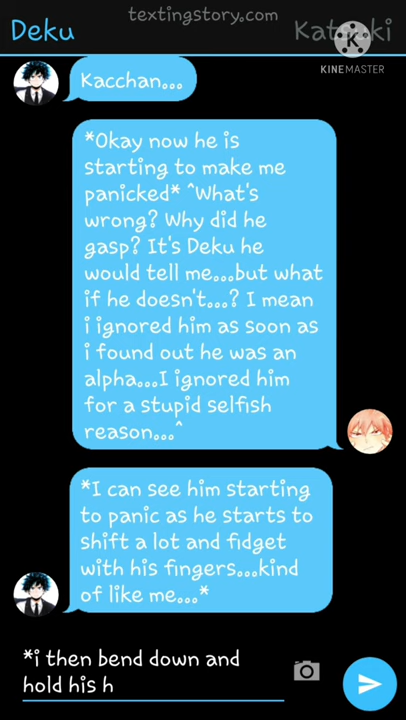 textingstory.com
Deku
KINEMASTER
Kacchan...
*Okay now he is
starting to make me
panicked* ^What's
wrong? Why did he
gasp? It's Deku he
would tell me...but what
if he doesn't...? I mean
i ignored him as soon as
i found out he was an
alpha...I ignored him
for a stupid selfish
reason...^
*I can see him starting
to panic as he starts to
shift a lot and fidget
with his fingers...kind
of like me...*
*i then bend down and
hold his h